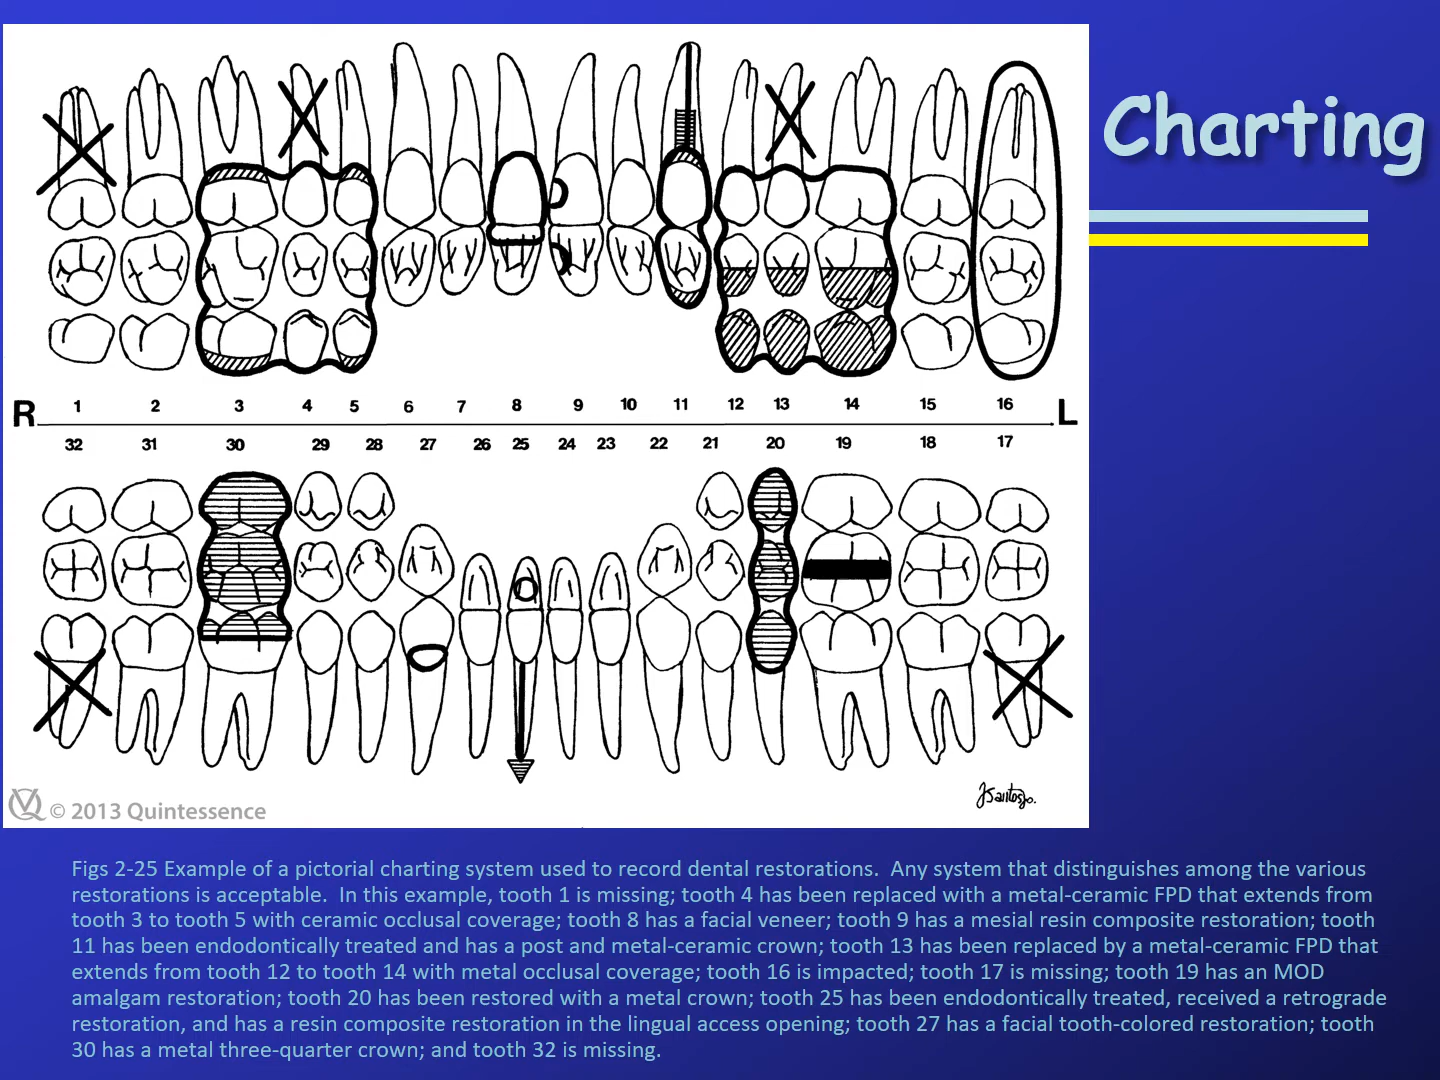 Charting
R 1 2 3 4 5 6 7 8 9 10 11 12 13 14 15 16 L
32 31 30 29 28 27 26 25 24 23 22 21 20 19 18 17
© 2013 Quintessence
Figs 2-25 Example of a pictorial charting system used to record dental restorations.  Any system that distinguishes among the various
restorations is acceptable.  In this example, tooth 1 is missing; tooth 4 has been replaced with a metal-ceramic FPD that extends from
tooth 3 to tooth 5 with ceramic occlusal coverage; tooth 8 has a facial veneer; tooth 9 has a mesial resin composite restoration; tooth
11 has been endodontically treated and has a post and metal-ceramic crown; tooth 13 has been replaced by a metal-ceramic FPD that
extends from tooth 12 to tooth 14 with metal occlusal coverage; tooth 16 is impacted; tooth 17 is missing; tooth 19 has an MOD
amalgam restoration; tooth 20 has been restored with a metal crown; tooth 25 has been endodontically treated, received a retrograde
restoration, and has a resin composite restoration in the lingual access opening; tooth 27 has a facial tooth-colored restoration; tooth
30 has a metal three-quarter crown; and tooth 32 is missing.